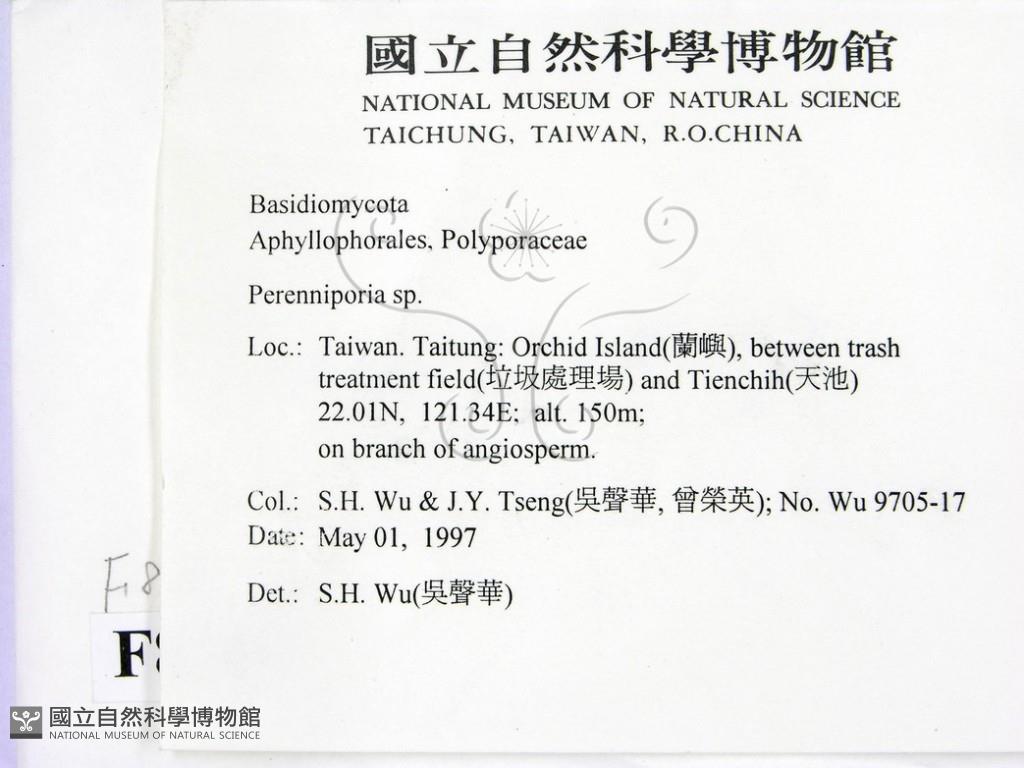 國立自然科學博物館
NATIONAL MUSEUM OF NATURAL SCIENCE
TAICHUNG, TAIWAN, R.O.CHINA
Basidiomycota
Aphyllophorales, Polyporaceae
Perenniporia sp.
Loc.: Taiwan. Taitung: Orchid Island(蘭嶼), between trash
treatment field(垃圾處理場) and Tienchih(天池)
22.01N, 121.34E; alt. 150m;
on branch of angiosperm.
Col.: S.H. Wu & J.Y. Tseng(吳聲華, 曾榮英); No. Wu 9705-17
Date: May 01, 1997
Det.: S.H. Wu(吳聲華)
F
國立自然科學博物館
NATIONAL MUSEUM OF NATURAL SCIENCE